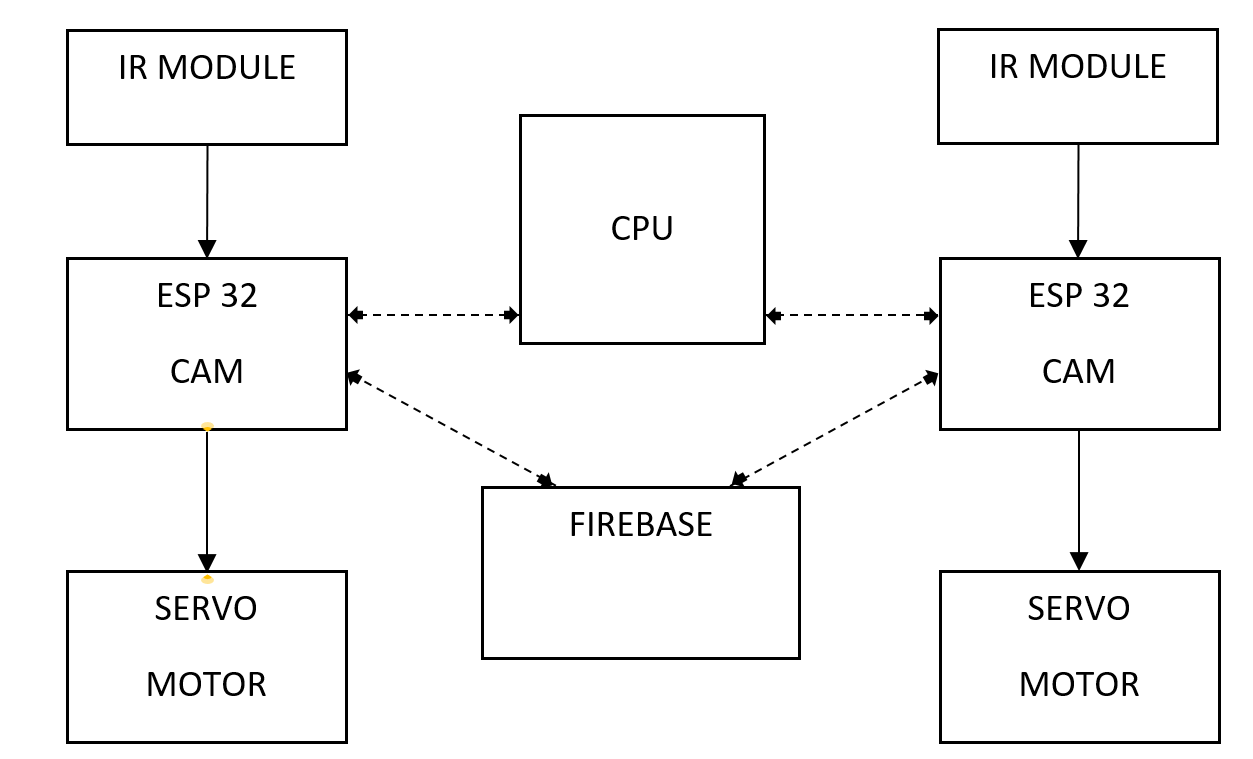 IR MODULE
IR MODULE
CPU
ESP 32
CAM
ESP 32
CAM
FIREBASE
SERVO
MOTOR
SERVO
MOTOR